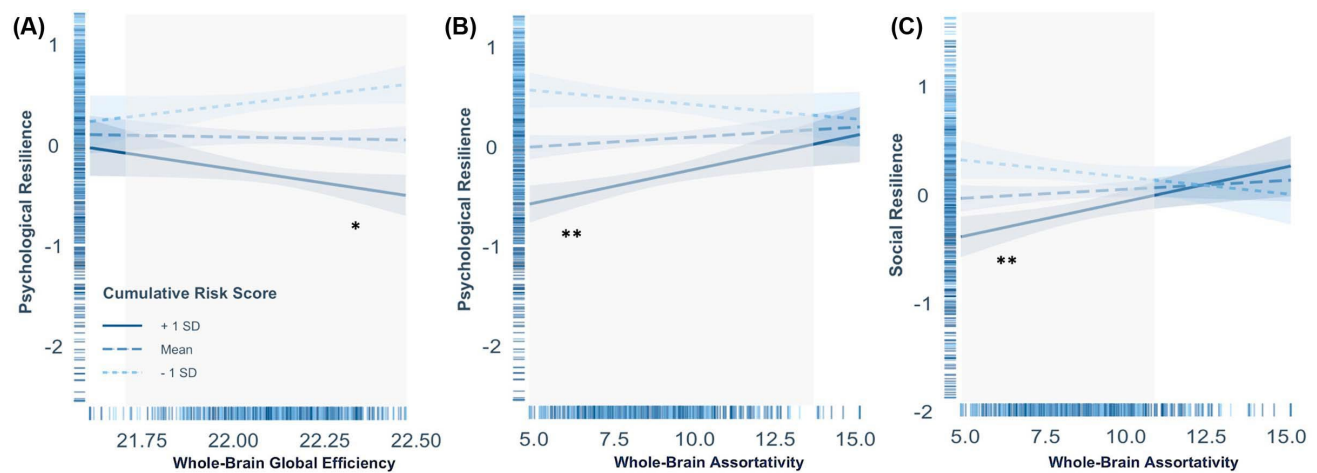 (A)
1
0
-1
-2
Psychological Resilience
Cumulative Risk Score
+ 1 SD
Mean
- 1 SD
21.75 22.00 22.25 22.50
Whole-Brain Global Efficiency
*
(B)
1
0
-1
-2
Psychological Resilience
**
5.0 7.5 10.0 12.5 15.0
Whole-Brain Assortativity
(C)
1
0
-1
-2
Social Resilience
**
5.0 7.5 10.0 12.5 15.0
Whole-Brain Assortativity